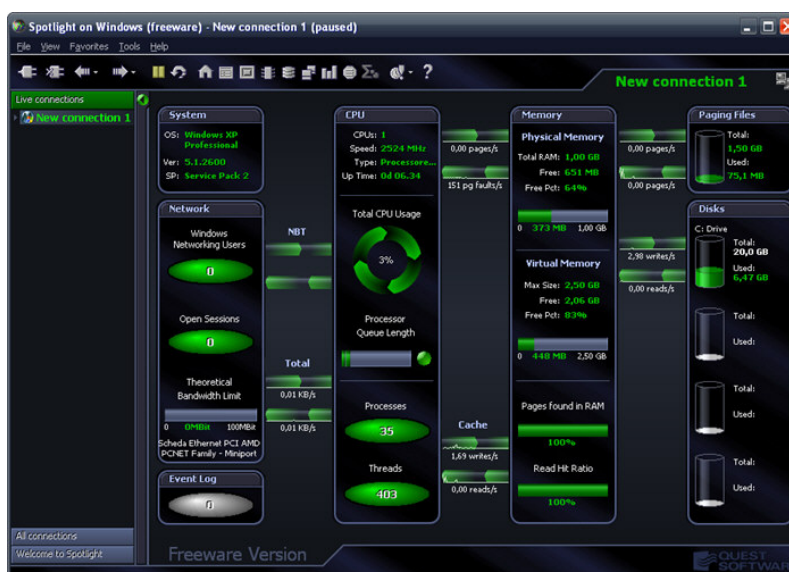 Spotlight on Windows (freeware) - New connection 1 (paused)
File View Favorites Tools Help
New connection 1
Live connections
New connection 1
System
OS: Windows XP
Professional
Ver: 5.1.2600
SP: Service Pack 2
Network
Windows
Networking Users
0
Open Sessions
0
Theoretical
Bandwidth Limit
0 0MBit 100MBit
Scheda Ethernet PCI AMD
PCNET Family - Miniport
Event Log
0
NBT
Total
0,01 KB/s
0,01 KB/s
CPU
CPUs: 1
Speed: 2524 MHz
Type: Processore...
Up Time: 0d 06.34
Total CPU Usage
3%
Processor
Queue Length
Processes
35
Threads
403
0,00 pages/s
151 pg faults/s
Cache
1,69 writes/s
0,00 reads/s
Memory
Physical Memory
Total RAM: 1,00 GB
Free: 651 MB
Free Pct: 64%
0 373 MB 1,00 GB
Virtual Memory
Max Size: 2,50 GB
Free: 2,06 GB
Free Pct: 83%
0 448 MB 2,50 GB
Pages found in RAM
100%
Read Hit Ratio
100%
0,00 pages/s
0,00 pages/s
2,98 writes/s
0,00 reads/s
Paging Files
Total:
1,50 GB
Used:
75,1 MB
Disks
C: Drive
Total:
20,0 GB
Used:
6,47 GB
Total:
Used:
Total:
Used:
Total:
Used:
All connections
Welcome to Spotlight
Freeware Version
QUEST
SOFTWARE